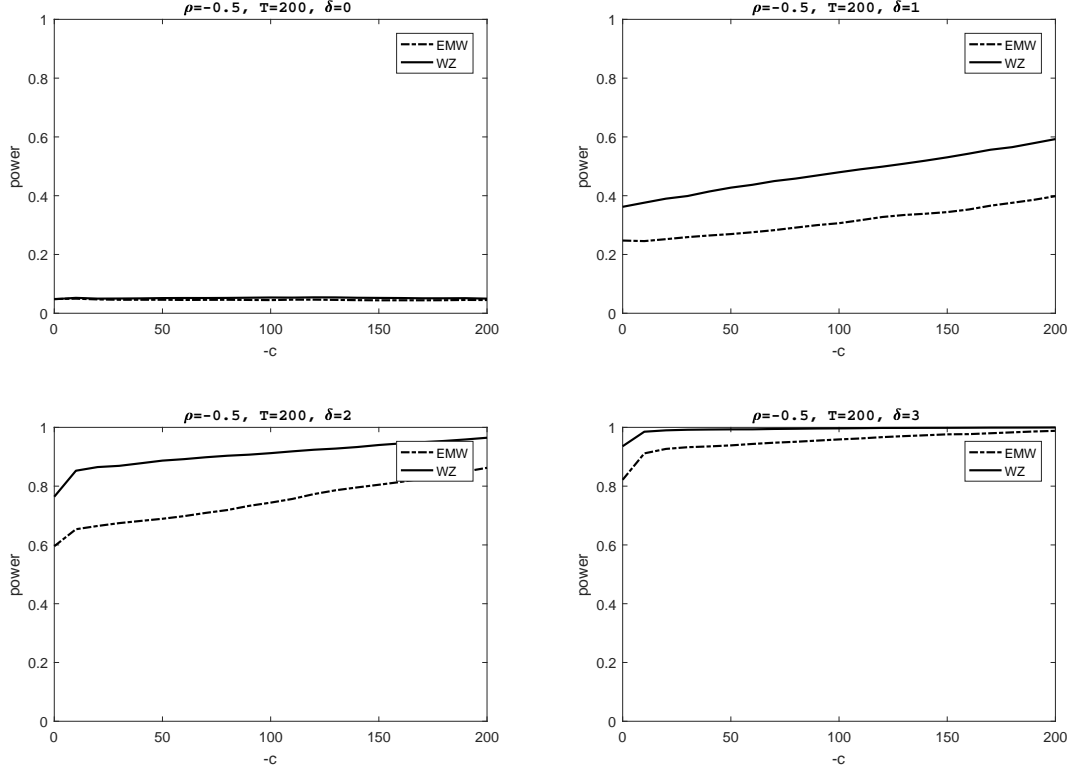 ρ=-0.5, T=200, δ=0
1
0.8
0.6
0.4
0.2
0
power
0 50 100 150 200
-c
EMW
WZ
ρ=-0.5, T=200, δ=1
1
0.8
0.6
0.4
0.2
0
power
0 50 100 150 200
-c
EMW
WZ
ρ=-0.5, T=200, δ=2
1
0.8
0.6
0.4
0.2
0
power
0 50 100 150 200
-c
EMW
WZ
ρ=-0.5, T=200, δ=3
1
0.8
0.6
0.4
0.2
0
power
0 50 100 150 200
-c
EMW
WZ